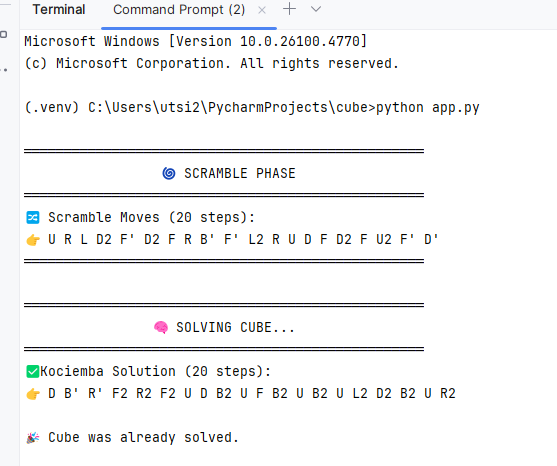 Terminal Command Prompt (2) × + ∨
Microsoft Windows [Version 10.0.26100.4770]
(c) Microsoft Corporation. All rights reserved.
(.venv) C:\Users\utsi2\PycharmProjects\cube>python app.py
══════════════════════════════════════════════════
🌀 SCRAMBLE PHASE
══════════════════════════════════════════════════
🔀 Scramble Moves (20 steps):
👉 U R L D2 F' D2 F R B' F' L2 R U D F D2 F U2 F' D'
══════════════════════════════════════════════════
══════════════════════════════════════════════════
🧠 SOLVING CUBE...
══════════════════════════════════════════════════
✅Kociemba Solution (20 steps):
👉 D B' R' F2 R2 F2 U D B2 U F B2 U B2 U L2 D2 B2 U R2
🎉 Cube was already solved.